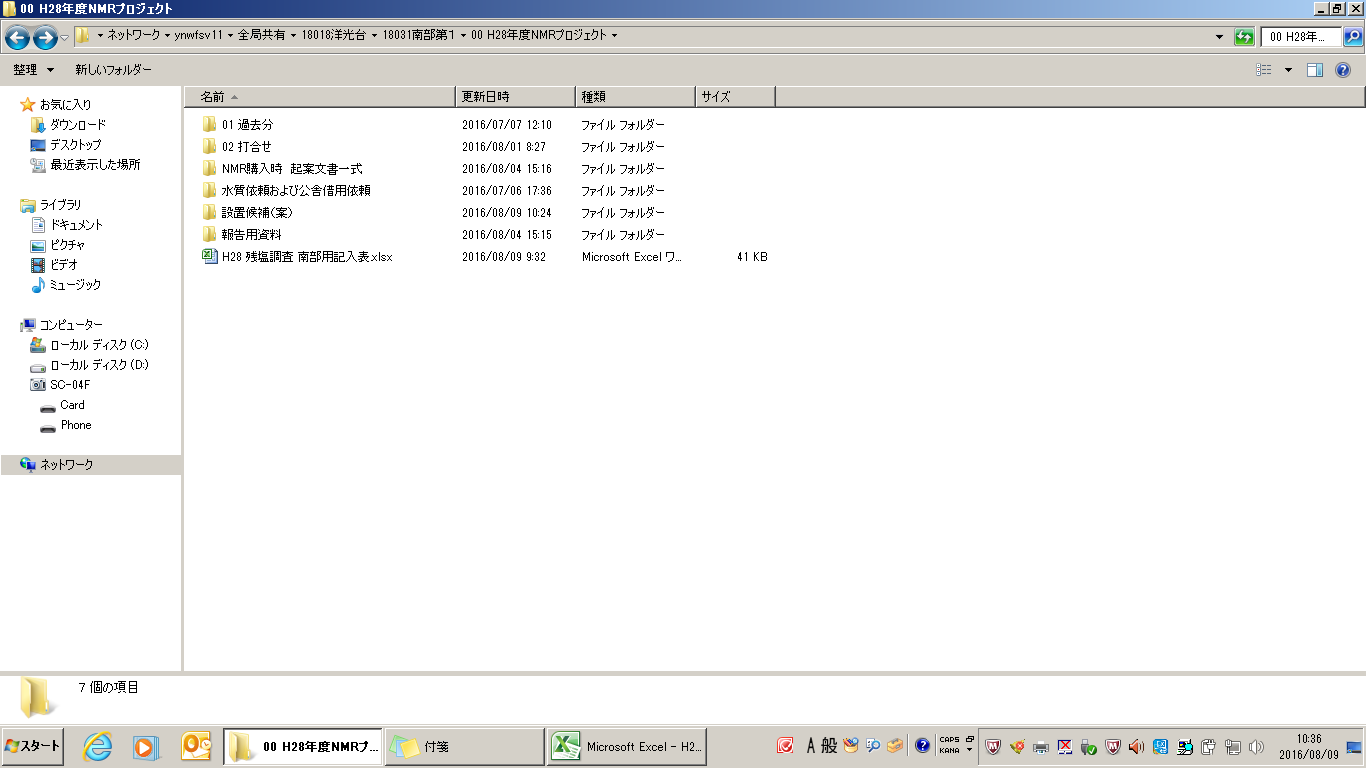 00 H28年度NMRプロジェクト
ネットワーク ynwfsv11 全局共有 18018洋光台 18031南部第1 00 H28年度NMRプロジェクト
00 H28年...
整理 新しいフォルダー
名前 更新日時 種類 サイズ
お気に入り
ダウンロード
デスクトップ
最近表示した場所
ライブラリ
ドキュメント
ピクチャ
ビデオ
ミュージック
コンピューター
ローカル ディスク (C:)
ローカル ディスク (D:)
SC-04F
Card
Phone
ネットワーク
01 過去分 2016/07/07 12:10 ファイル フォルダー
02 打合せ 2016/08/01 8:27 ファイル フォルダー
NMR購入時 起案文書一式 2016/08/04 15:16 ファイル フォルダー
水質依頼および公舎借用依頼 2016/07/06 17:36 ファイル フォルダー
設置候補(案) 2016/08/09 10:24 ファイル フォルダー
報告用資料 2016/08/04 15:15 ファイル フォルダー
H28 残塩調査 南部用記入表.xlsx 2016/08/09 9:32 Microsoft Excel ワ... 41 KB
7 個の項目
スタート
00 H28年度NMRプ...
付箋
Microsoft Excel - H2...
A 般
CAPS
KANA
10:36
2016/08/09